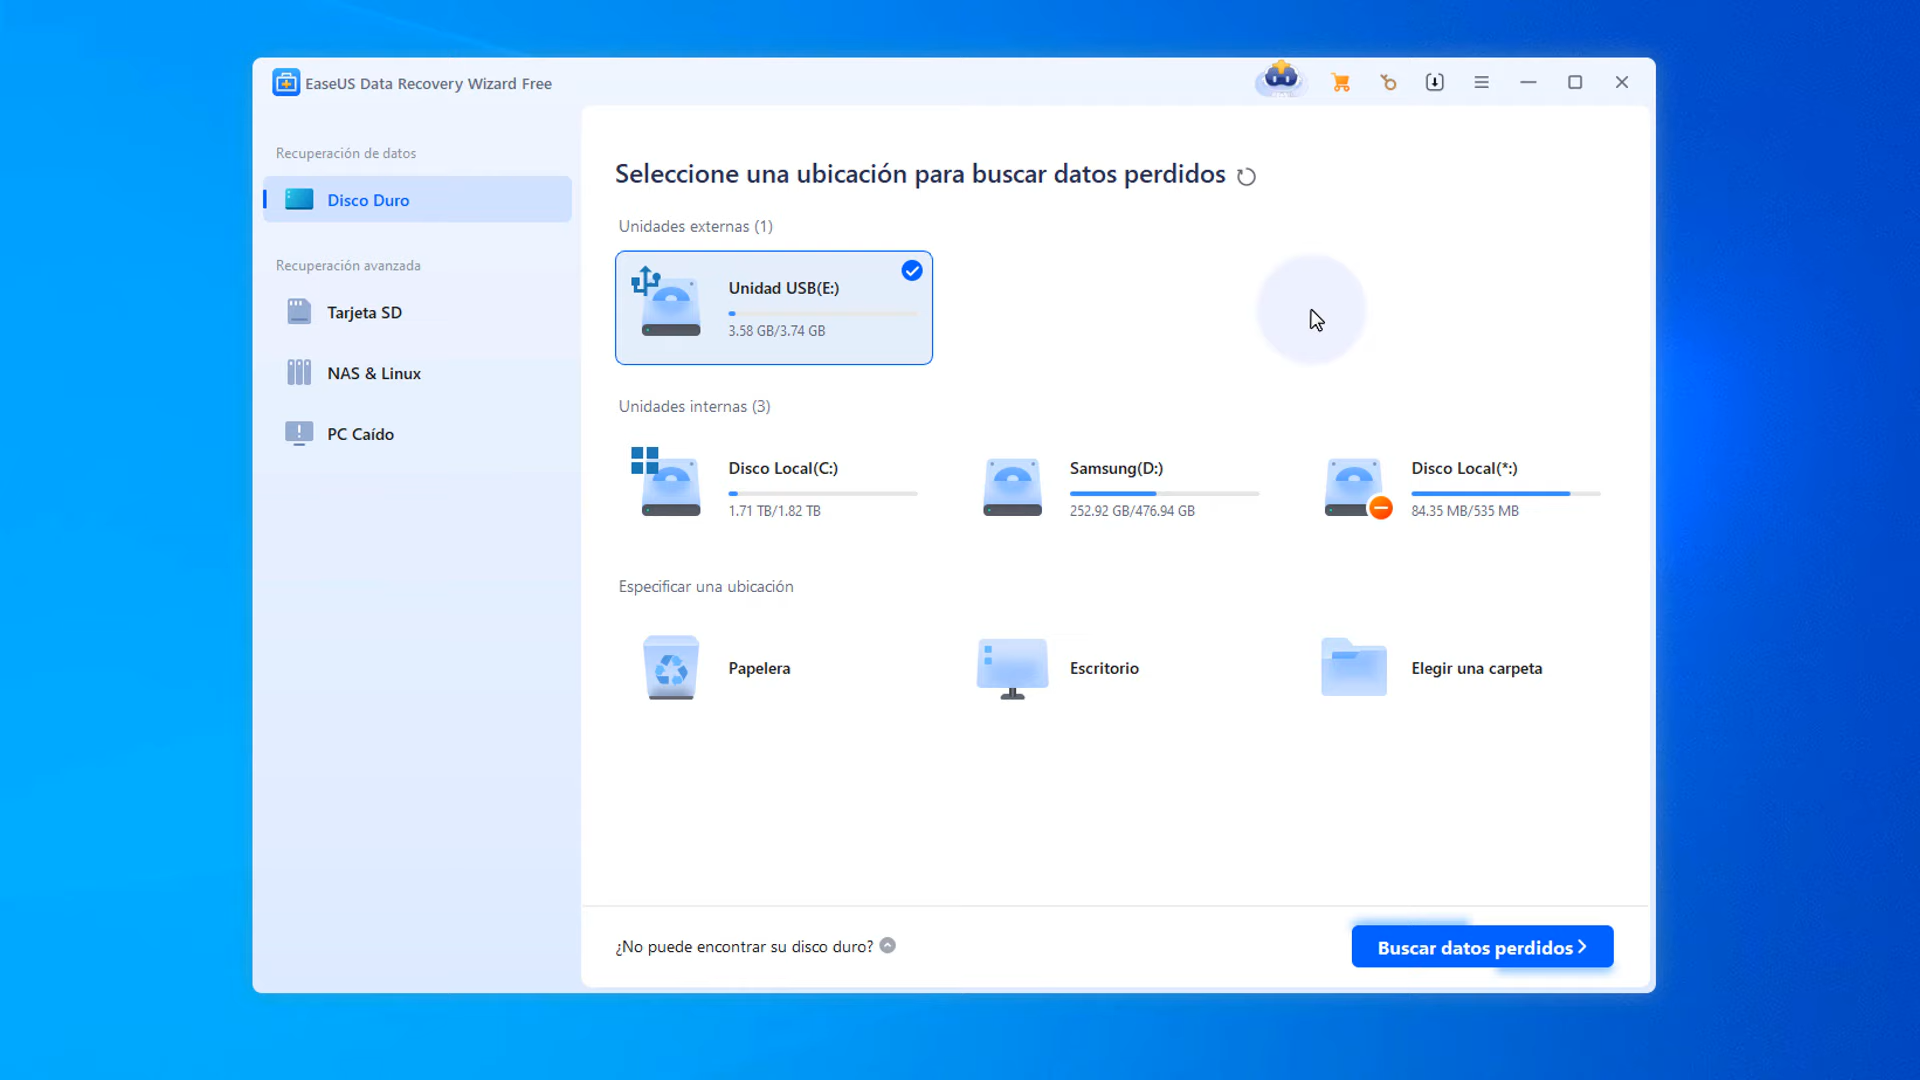 EaseUS Data Recovery Wizard Free
Recuperación de datos
Disco Duro
Recuperación avanzada
Tarjeta SD
NAS & Linux
PC Caído
Seleccione una ubicación para buscar datos perdidos
Unidades externas (1)
Unidad USB(E:)
3.58 GB/3.74 GB
Unidades internas (3)
Disco Local(C:)
1.71 TB/1.82 TB
Samsung(D:)
252.92 GB/476.94 GB
Disco Local(*:)
84.35 MB/535 MB
Especificar una ubicación
Papelera
Escritorio
Elegir una carpeta
¿No puede encontrar su disco duro?
Buscar datos perdidos